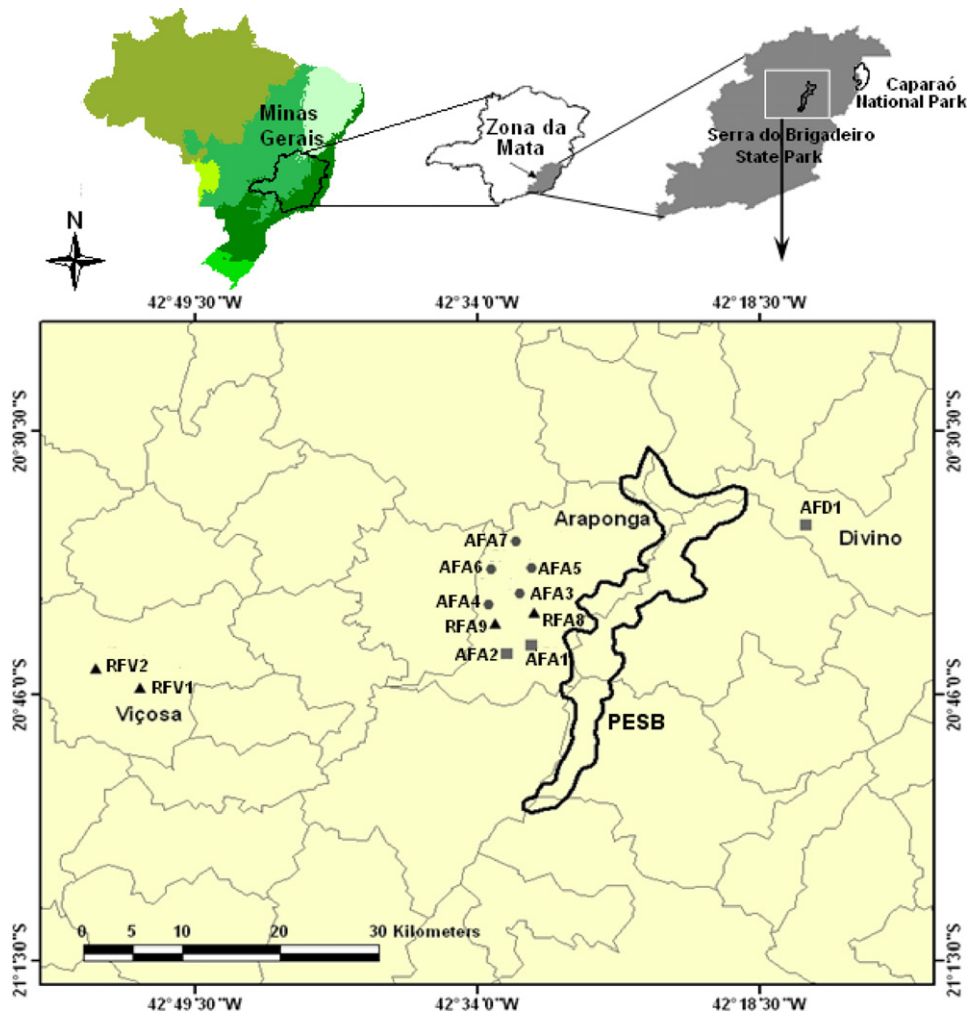 Minas
Gerais
Zona da
Mata
Caparaó
National Park
Serra do Brigadeiro
State Park
N
42°49'30"W
42°34'0"W
42°18'30"W
20°30'30"S
20°30'30"S
AFD1
Araponga
Divino
AFA7
AFA6
AFA5
AFA3
AFA4
RFA8
RFA9
AFA2
AFA1
RFV2
RFV1
Viçosa
20°46'0"S
20°46'0"S
PESB
0 5 10 20 30 Kilometers
21°1'30"S
21°1'30"S
42°49'30"W
42°34'0"W
42°18'30"W